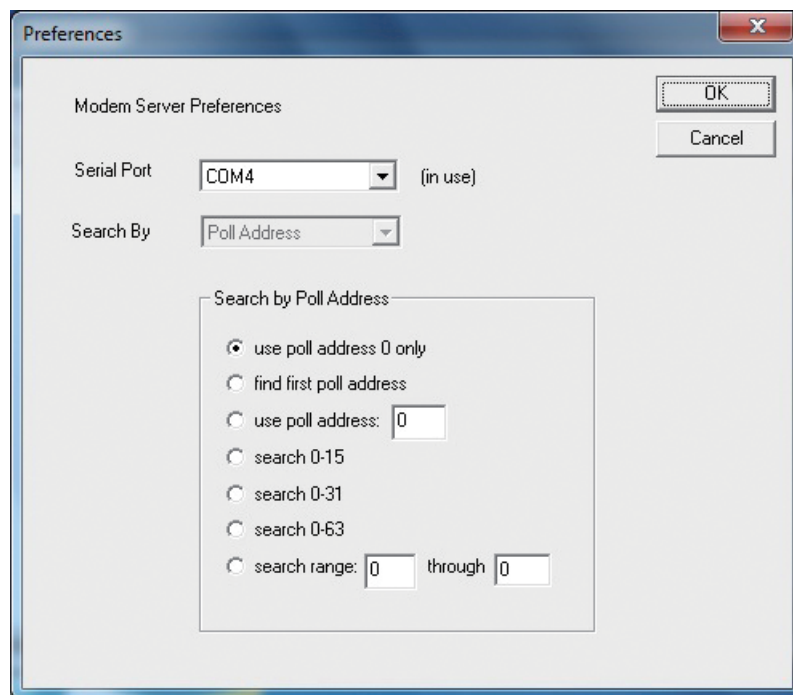 Preferences
OK
Modem Server Preferences
Cancel
Serial Port COM4 (in use)
Search By Poll Address
Search by Poll Address
use poll address 0 only
find first poll address
use poll address: 0
search 0-15
search 0-31
search 0-63
search range: 0 through 0